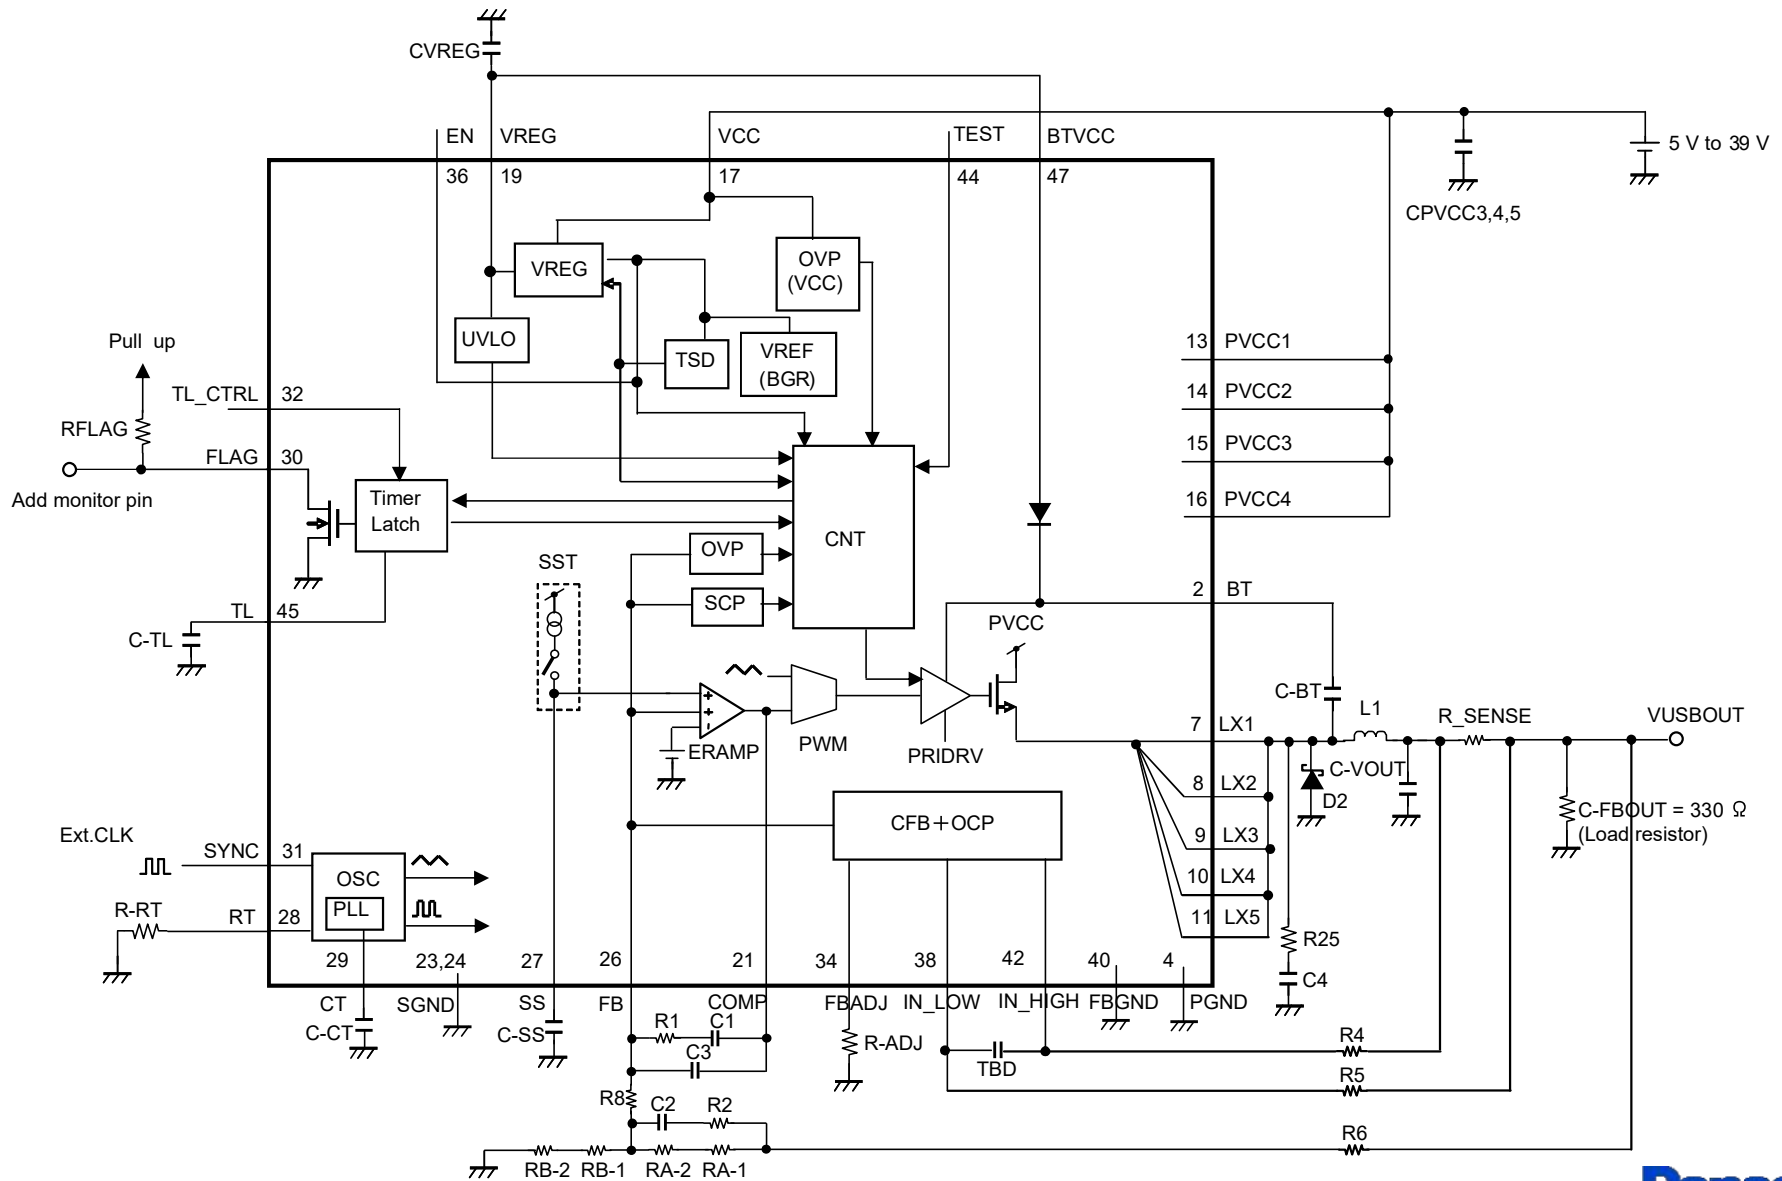 CVREG
EN
VREG
VCC
TEST
BTVCC
36
19
17
44
47
5 V to 39 V
CPVCC3,4,5
VREG
OVP
(VCC)
UVLO
TSD
VREF
(BGR)
13
PVCC1
14
PVCC2
15
PVCC3
16
PVCC4
Pull up
TL_CTRL
32
RFLAG
FLAG
30
Add monitor pin
Timer
Latch
CNT
OVP
SCP
SST
TL
45
C-TL
2
BT
PVCC
C-BT
L1
R_SENSE
VUSBOUT
7
LX1
ERAMP
PWM
PRIDRV
C-VOUT
D2
8
LX2
9
LX3
10
LX4
11
LX5
C-FBOUT = 330 Ω
(Load resistor)
CFB+OCP
Ext.CLK
SYNC
31
OSC
PLL
R-RT
RT
28
R25
C4
29
23,24
27
26
21
34
38
42
40
4
CT
SGND
SS
FB
COMP
FBADJ
IN_LOW
IN_HIGH
FBGND
PGND
C-CT
C-SS
R1
C1
C3
R-ADJ
TBD
R4
R5
R8
C2
R2
R6
RB-2
RB-1
RA-2
RA-1